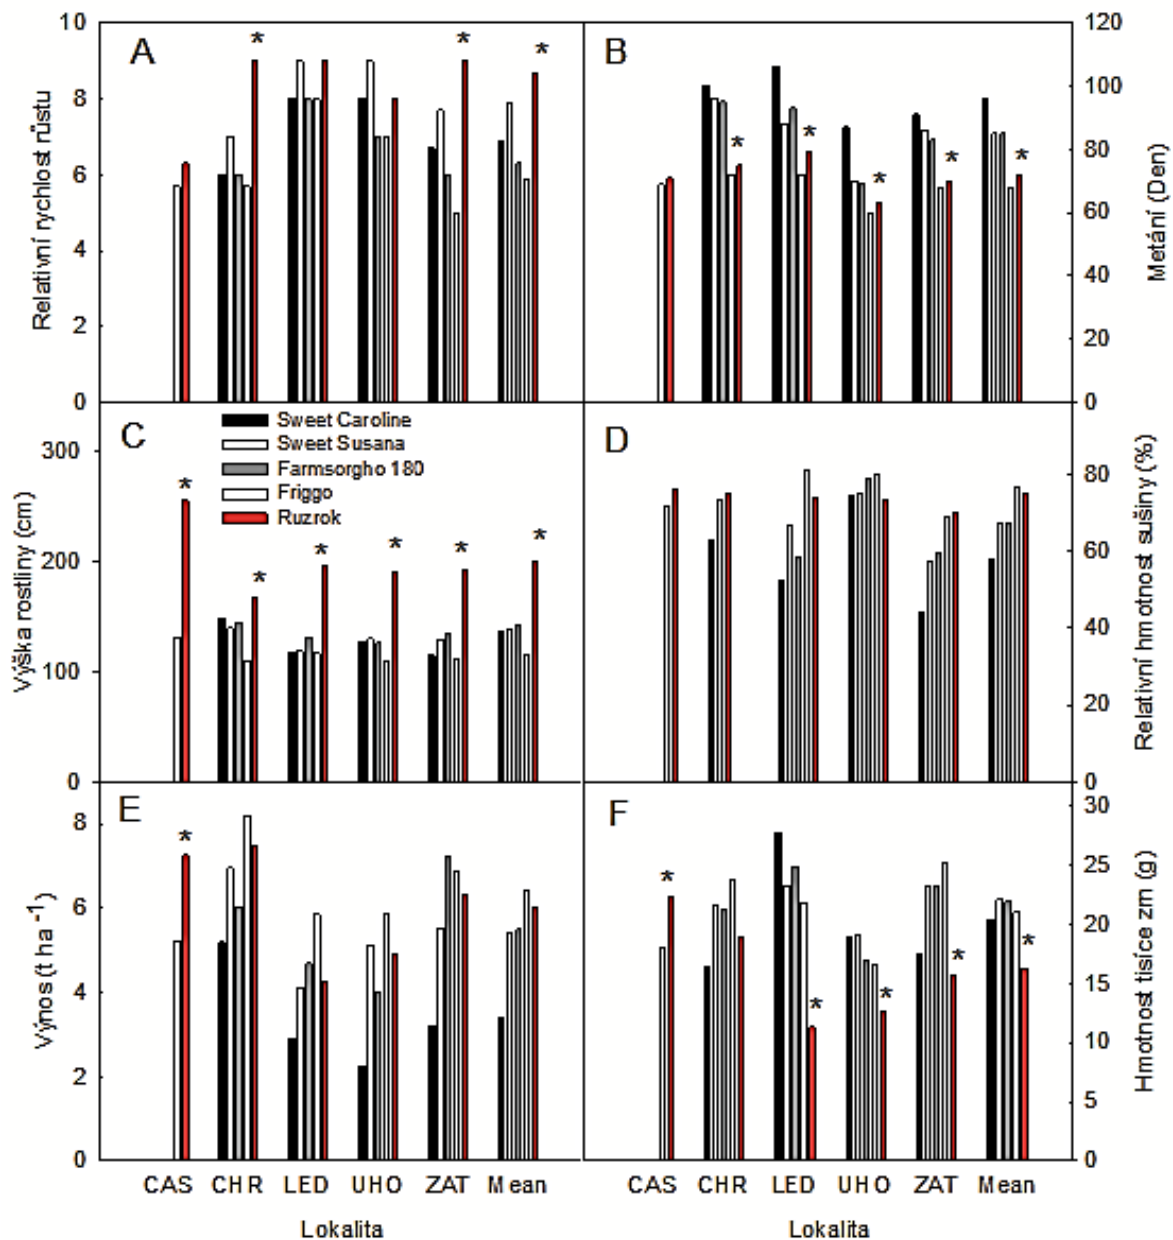 10
8
6
4
2
0
Relativní rychlost růstu
A
*
*
*
B
*
*
*
*
*
120
100
80
60
40
20
0
Metání (Den)
300
200
100
0
Výška rostliny (cm)
C
Sweet Caroline
Sweet Susana
Farmsorgho 180
Friggo
Ruzrok
*
*
*
*
*
*
D
80
60
40
20
0
Relativní hmotnost sušiny (%)
8
6
4
2
0
Výnos (t ha -1)
E
*
F
*
*
*
*
*
30
25
20
15
10
5
0
Hmotnost tisíce zrn (g)
CAS CHR LED UHO ZAT Mean
CAS CHR LED UHO ZAT Mean
Lokalita
Lokalita